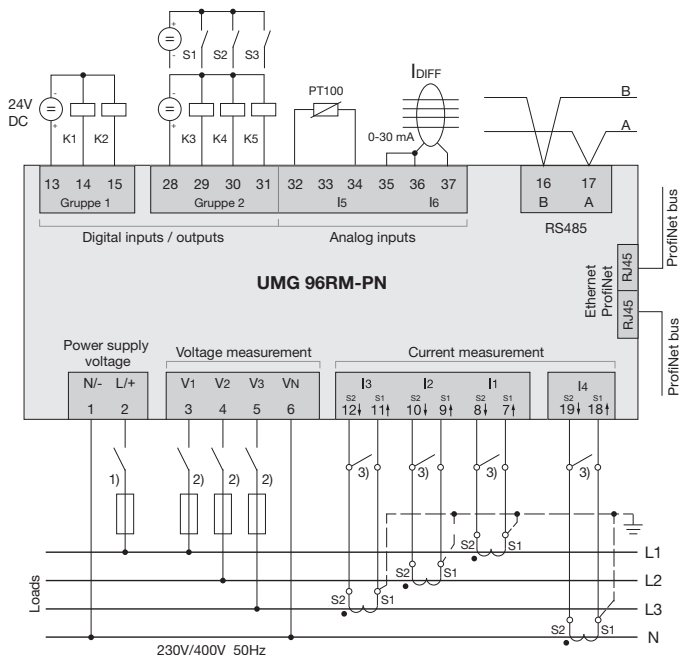 S1 S2 S3
24V
DC
K1 K2
K3 K4 K5
PT100
IDIFF
0-30 mA
B
A
13 14 15
Gruppe 1
28 29 30 31
Gruppe 2
32 33 34 35 36 37
I5 I6
16 17
B A
RS485
Digital inputs / outputs
Analog inputs
UMG 96RM-PN
Ethernet
ProfiNet
RJ45
RJ45
ProfiNet bus
ProfiNet bus
Power supply
voltage
Voltage measurement
Current measurement
N/- L/+
1 2
V1 V2 V3 VN
3 4 5 6
I3 I2 I1
S2 S1 S2 S1 S2 S1
12 11 10 9 8 7
I4
S2 S1
19 18
1) 2) 2) 2) 3) 3) 3) 3)
S2 S1
S2 S1
S2 S1
S2 S1
L1
L2
L3
N
Loads
230V/400V 50Hz